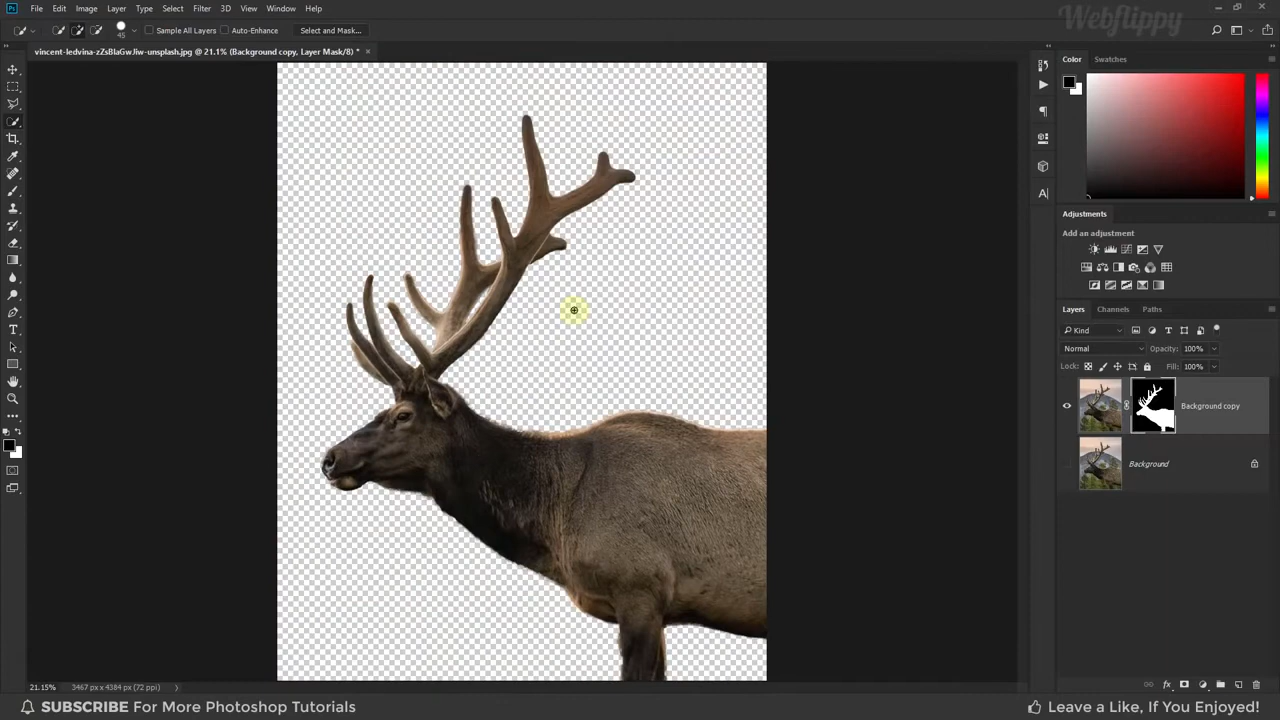 File Edit Image Layer Type Select Filter 3D View Window Help
Webflippy
45 Sample All Layers Auto-Enhance Select and Mask...
vincent-ledvina-zZsBlaGwJiw-unsplash.jpg @ 21.1% (Background copy, Layer Mask/8) * ×
Color Swatches
Adjustments
Add an adjustment
Layers Channels Paths
Kind
Normal Opacity: 100%
Lock: Fill: 100%
Background copy
Background
21.15% 3467 px x 4384 px (72 ppi)
SUBSCRIBE For More Photoshop Tutorials
Leave a Like, If You Enjoyed!